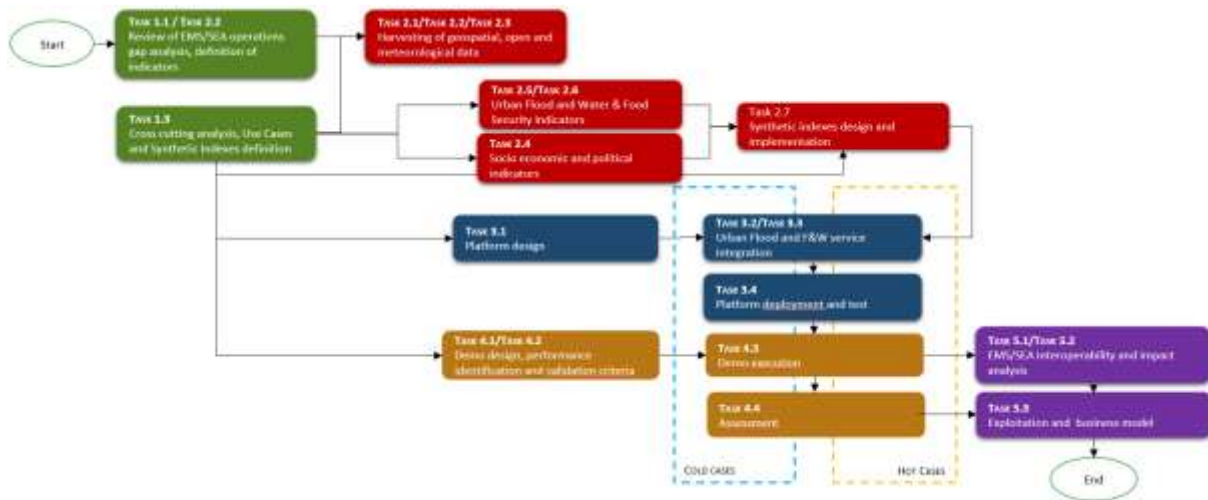 Start
TASK 1.1 / TASK 2.2
Review of EMS/SEA operations
gap analysis, definition of
indicators
TASK 2.1/TASK 2.2/TASK 2.3
Harvesting of geospatial, open and
meteorological data
TASK 1.3
Cross cutting analysis, Use Cases
and Synthetic Indexes definition
TASK 2.5/TASK 2.6
Urban Flood and Water & Food
Security Indicators
TASK 2.4
Socio economic and political
indicators
Task 2.7
Synthetic indexes design and
implementation
TASK 3.1
Platform design
TASK 3.2/TASK 3.3
Urban Flood and F&W service
integration
TASK 3.4
Platform deployment and test
TASK 4.1/TASK 4.2
Demo design, performance
identification and validation criteria
TASK 4.3
Demo execution
TASK 4.4
Assessment
TASK 5.1/TASK 5.2
EMS/SEA interoperability and impact
analysis
TASK 5.3
Exploitation and business model
COLD CASES
HOT CASES
End